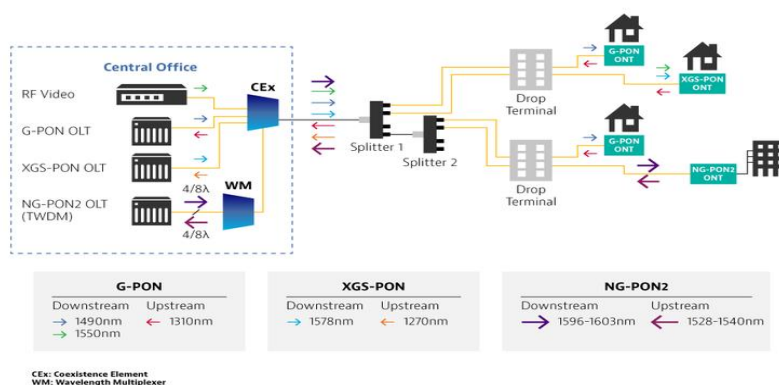 Central Office
CEx
RF Video
G-PON OLT
XGS-PON OLT
NG-PON2 OLT
(TWDM)
4/8λ
4/8λ
WM
Splitter 1
Splitter 2
Drop
Terminal
Drop
Terminal
G-PON
ONT
XGS-PON
ONT
G-PON
ONT
NG-PON2
ONT
G-PON
Downstream Upstream
1490nm 1310nm
1550nm
XGS-PON
Downstream Upstream
1578nm 1270nm
NG-PON2
Downstream Upstream
1596-1603nm 1528-1540nm
CEx: Coexistence Element
WM: Wavelength Multiplexer